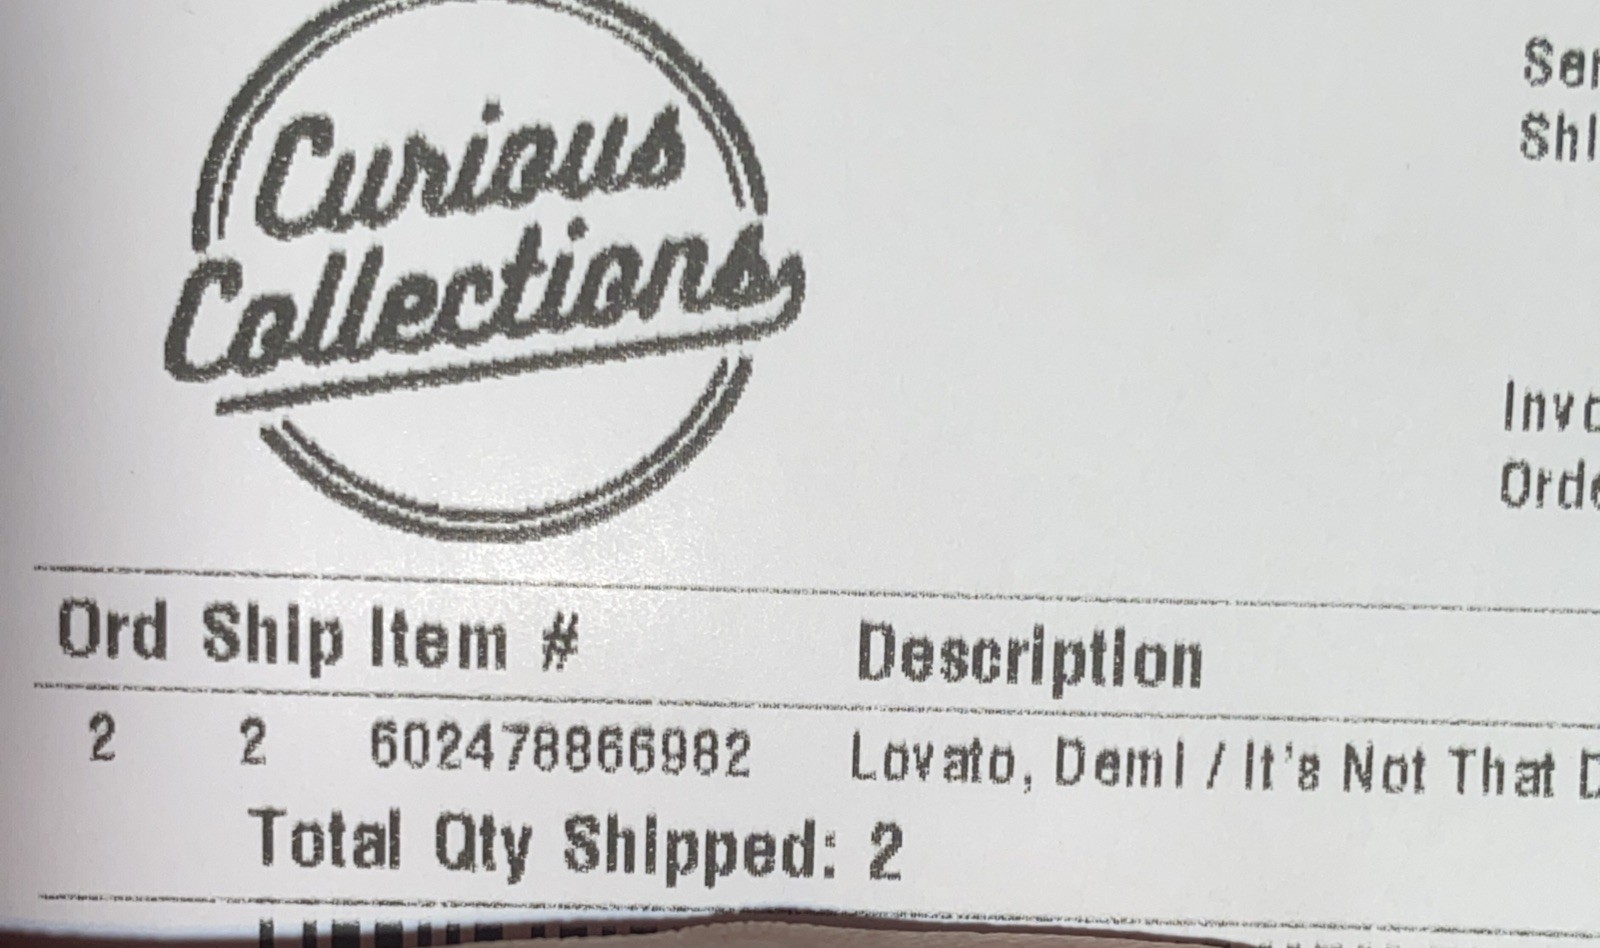 Curious
Collections
Ord Ship Item # Description
2 2 602478866982 Lovato, Demi / It's Not That
Total Qty Shipped: 2